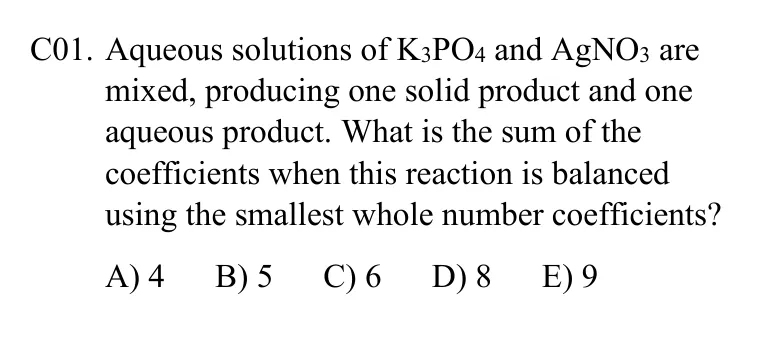 C01. Aqueous solutions of K3PO4 and AgNO3 are
mixed, producing one solid product and one
aqueous product. What is the sum of the
coefficients when this reaction is balanced
using the smallest whole number coefficients?
A) 4 B) 5 C) 6 D) 8 E) 9